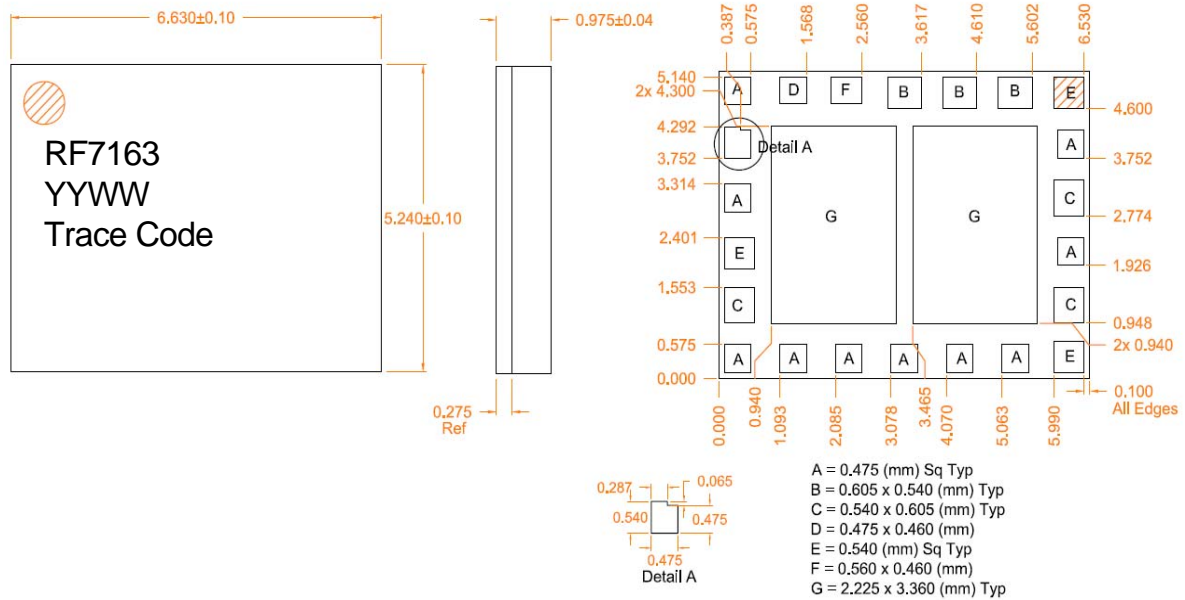 6.630±0.10
RF7163
YYWW
Trace Code
5.240±0.10
0.975±0.04
0.275
Ref
0.387
0.575
1.568
2.560
3.617
4.610
5.602
6.530
5.140
2x 4.300
4.292
3.752
3.314
2.401
1.553
0.575
0.000
A D F B B B E
Detail A
A
A
C
G G
A
E
A
C
C
A A A A A A E
4.600
3.752
2.774
1.926
0.948
2x 0.940
0.100
All Edges
0.000
0.940
1.093
2.085
3.078
3.465
4.070
5.063
5.990
0.287
0.065
0.540
0.475
0.475
Detail A
A = 0.475 (mm) Sq Typ
B = 0.605 x 0.540 (mm) Typ
C = 0.540 x 0.605 (mm) Typ
D = 0.475 x 0.460 (mm)
E = 0.540 (mm) Sq Typ
F = 0.560 x 0.460 (mm)
G = 2.225 x 3.360 (mm) Typ